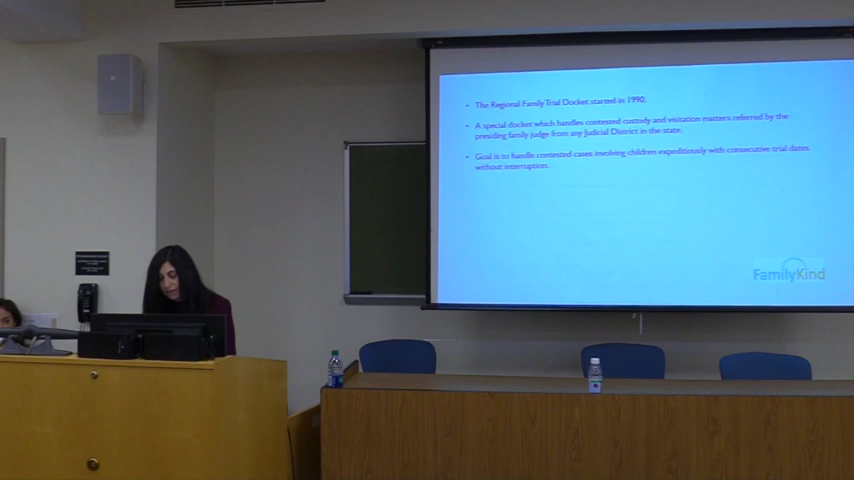 - The Regional Family Trial Docket started in 1990.
- A special docket which handles contested custody and visitation matters referred by the
presiding family judge from any Judicial District in the state.
- Goal is to handle contested cases involving children expeditiously with consecutive trial dates
without interruption.
FamilyKind